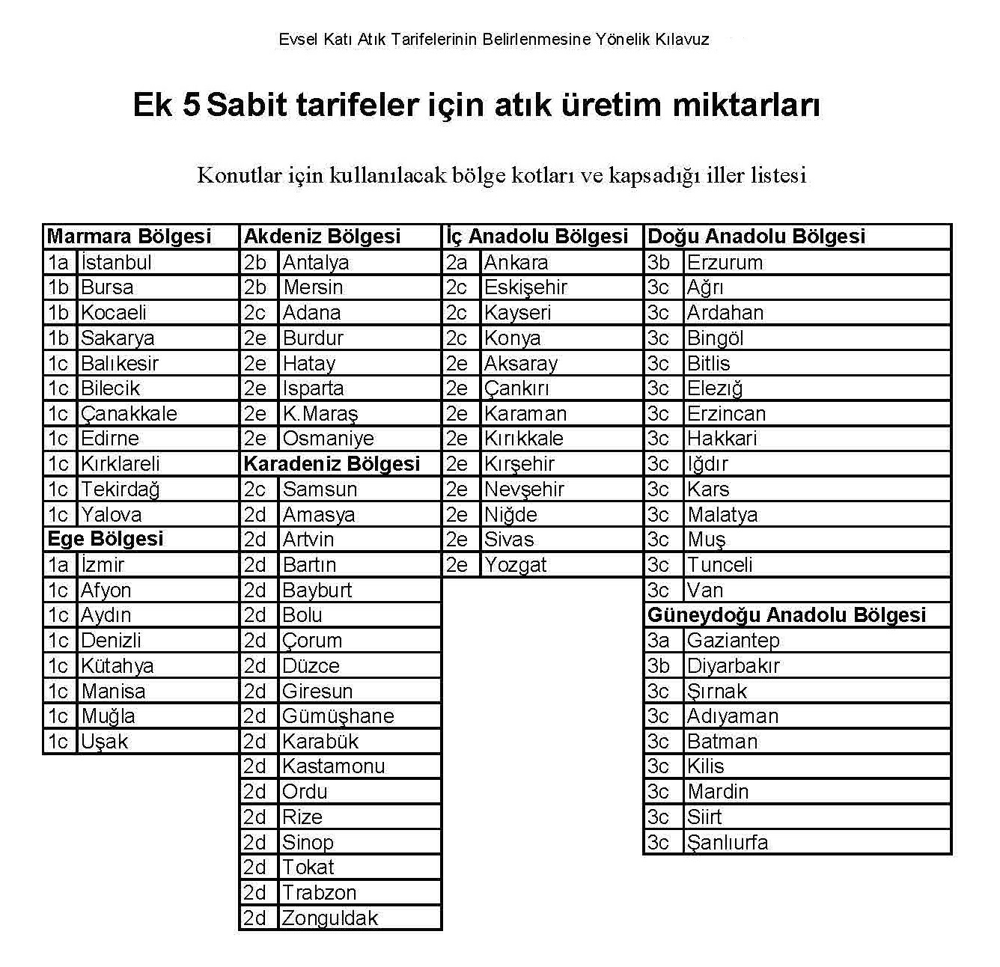 Evsel Katı Atık Tarifelerinin Belirlenmesine Yönelik Kılavuz
Ek 5 Sabit tarifeler için atık üretim miktarları
Konutlar için kullanılacak bölge kotları ve kapsadığı iller listesi
Marmara Bölgesi
1a İstanbul
1b Bursa
1b Kocaeli
1b Sakarya
1c Balıkesir
1c Bilecik
1c Çanakkale
1c Edirne
1c Kırklareli
1c Tekirdağ
1c Yalova
Ege Bölgesi
1a İzmir
1c Afyon
1c Aydın
1c Denizli
1c Kütahya
1c Manisa
1c Muğla
1c Uşak
Akdeniz Bölgesi
2b Antalya
2b Mersin
2c Adana
2e Burdur
2e Hatay
2e Isparta
2e K.Maraş
2e Osmaniye
Karadeniz Bölgesi
2c Samsun
2d Amasya
2d Artvin
2d Bartın
2d Bayburt
2d Bolu
2d Çorum
2d Düzce
2d Giresun
2d Gümüşhane
2d Karabük
2d Kastamonu
2d Ordu
2d Rize
2d Sinop
2d Tokat
2d Trabzon
2d Zonguldak
İç Anadolu Bölgesi
2a Ankara
2c Eskişehir
2c Kayseri
2c Konya
2e Aksaray
2e Çankırı
2e Karaman
2e Kırıkkale
2e Kırşehir
2e Nevşehir
2e Niğde
2e Sivas
2e Yozgat
Doğu Anadolu Bölgesi
3b Erzurum
3c Ağrı
3c Ardahan
3c Bingöl
3c Bitlis
3c Elezığ
3c Erzincan
3c Hakkari
3c Iğdır
3c Kars
3c Malatya
3c Muş
3c Tunceli
3c Van
Güneydoğu Anadolu Bölgesi
3a Gaziantep
3b Diyarbakır
3c Şırnak
3c Adıyaman
3c Batman
3c Kilis
3c Mardin
3c Siirt
3c Şanlıurfa